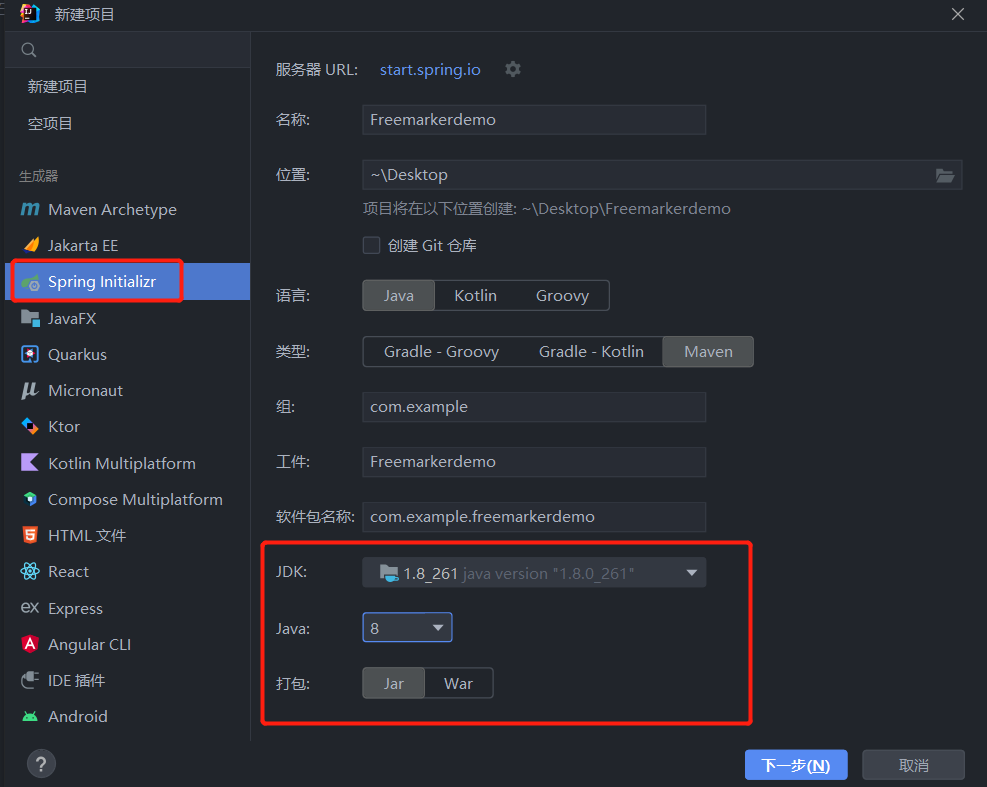 新建项目
新建项目
空项目
生成器
Maven Archetype
Jakarta EE
Spring Initializr
JavaFX
Quarkus
Micronaut
Ktor
Kotlin Multiplatform
Compose Multiplatform
HTML 文件
React
Express
Angular CLI
IDE 插件
Android
服务器 URL: start.spring.io
名称: Freemarkerdemo
位置: ~\Desktop
项目将在以下位置创建: ~\Desktop\Freemarkerdemo
创建 Git 仓库
语言: Java Kotlin Groovy
类型: Gradle - Groovy Gradle - Kotlin Maven
组: com.example
工件: Freemarkerdemo
软件包名称: com.example.freemarkerdemo
JDK: 1.8_261 java version "1.8.0_261"
Java: 8
打包: Jar War
? 下一步(N) 取消